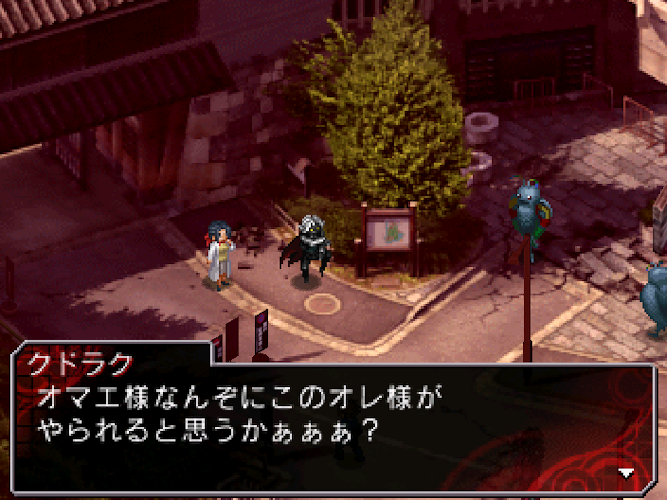 クドラク
オマエ様なんぞにこのオレ様が
やられると思うかぁぁぁ？